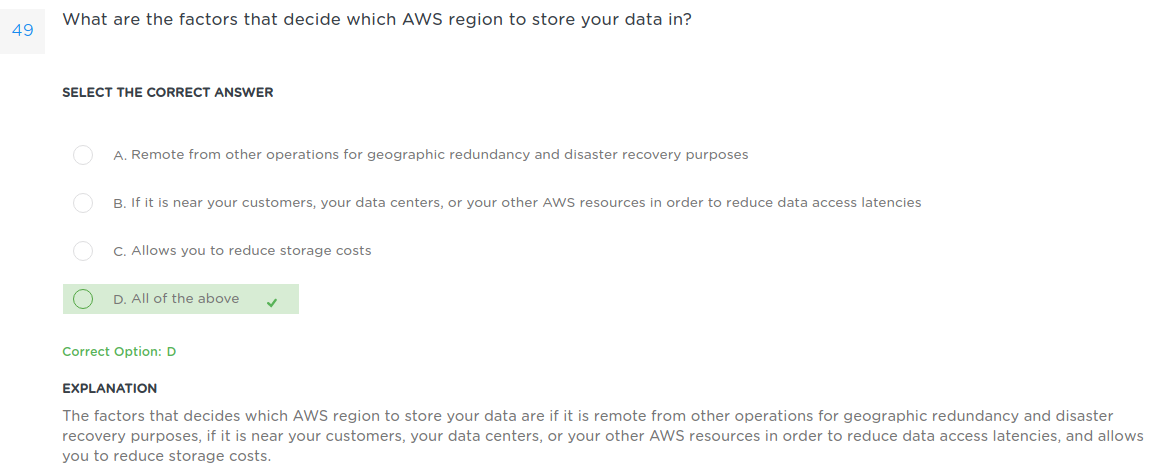 49
What are the factors that decide which AWS region to store your data in?
SELECT THE CORRECT ANSWER
A. Remote from other operations for geographic redundancy and disaster recovery purposes
B. If it is near your customers, your data centers, or your other AWS resources in order to reduce data access latencies
C. Allows you to reduce storage costs
D. All of the above
Correct Option: D
EXPLANATION
The factors that decides which AWS region to store your data are if it is remote from other operations for geographic redundancy and disaster
recovery purposes, if it is near your customers, your data centers, or your other AWS resources in order to reduce data access latencies, and allows
you to reduce storage costs.